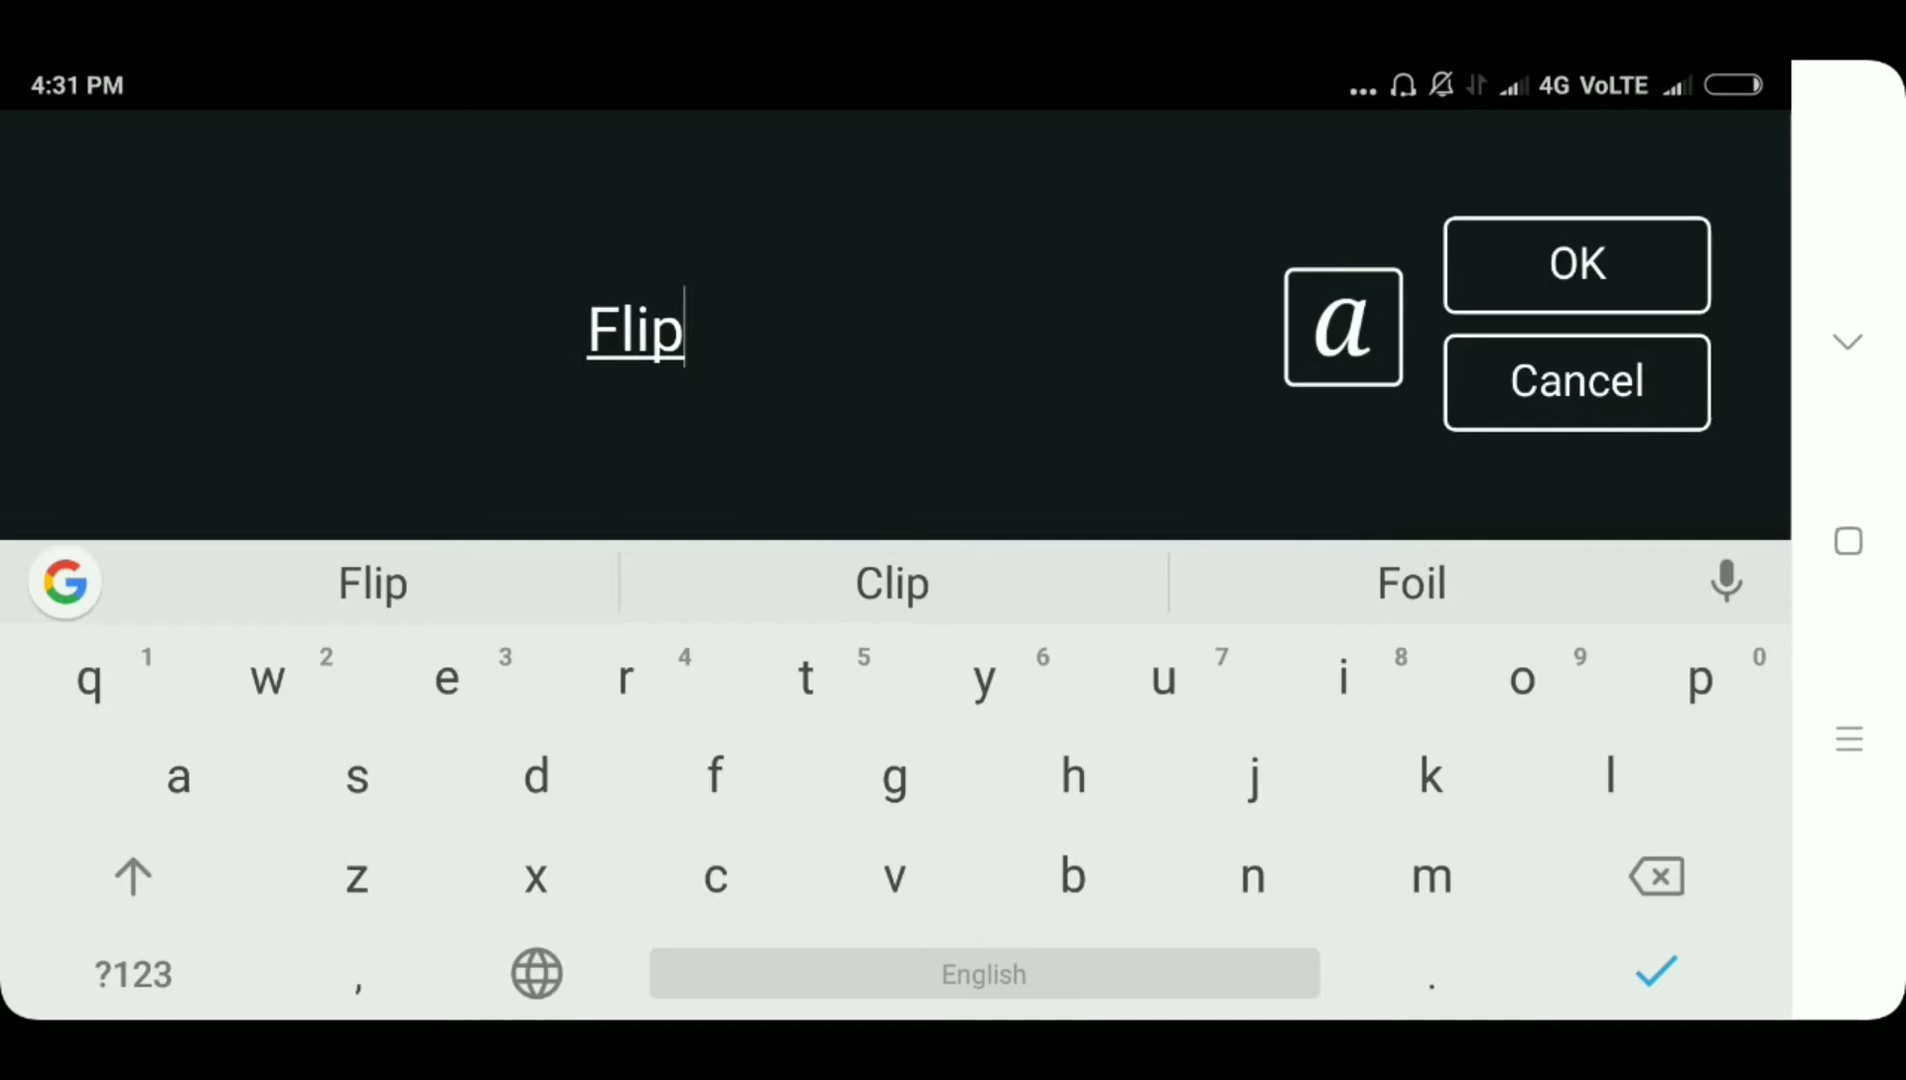 4:31 PM
... 4G VoLTE
Flip
a
OK
Cancel
G Flip Clip Foil
q 1 w 2 e 3 r 4 t 5 y 6 u 7 i 8 o 9 p 0
a s d f g h j k l
z x c v b n m
?123 , English .